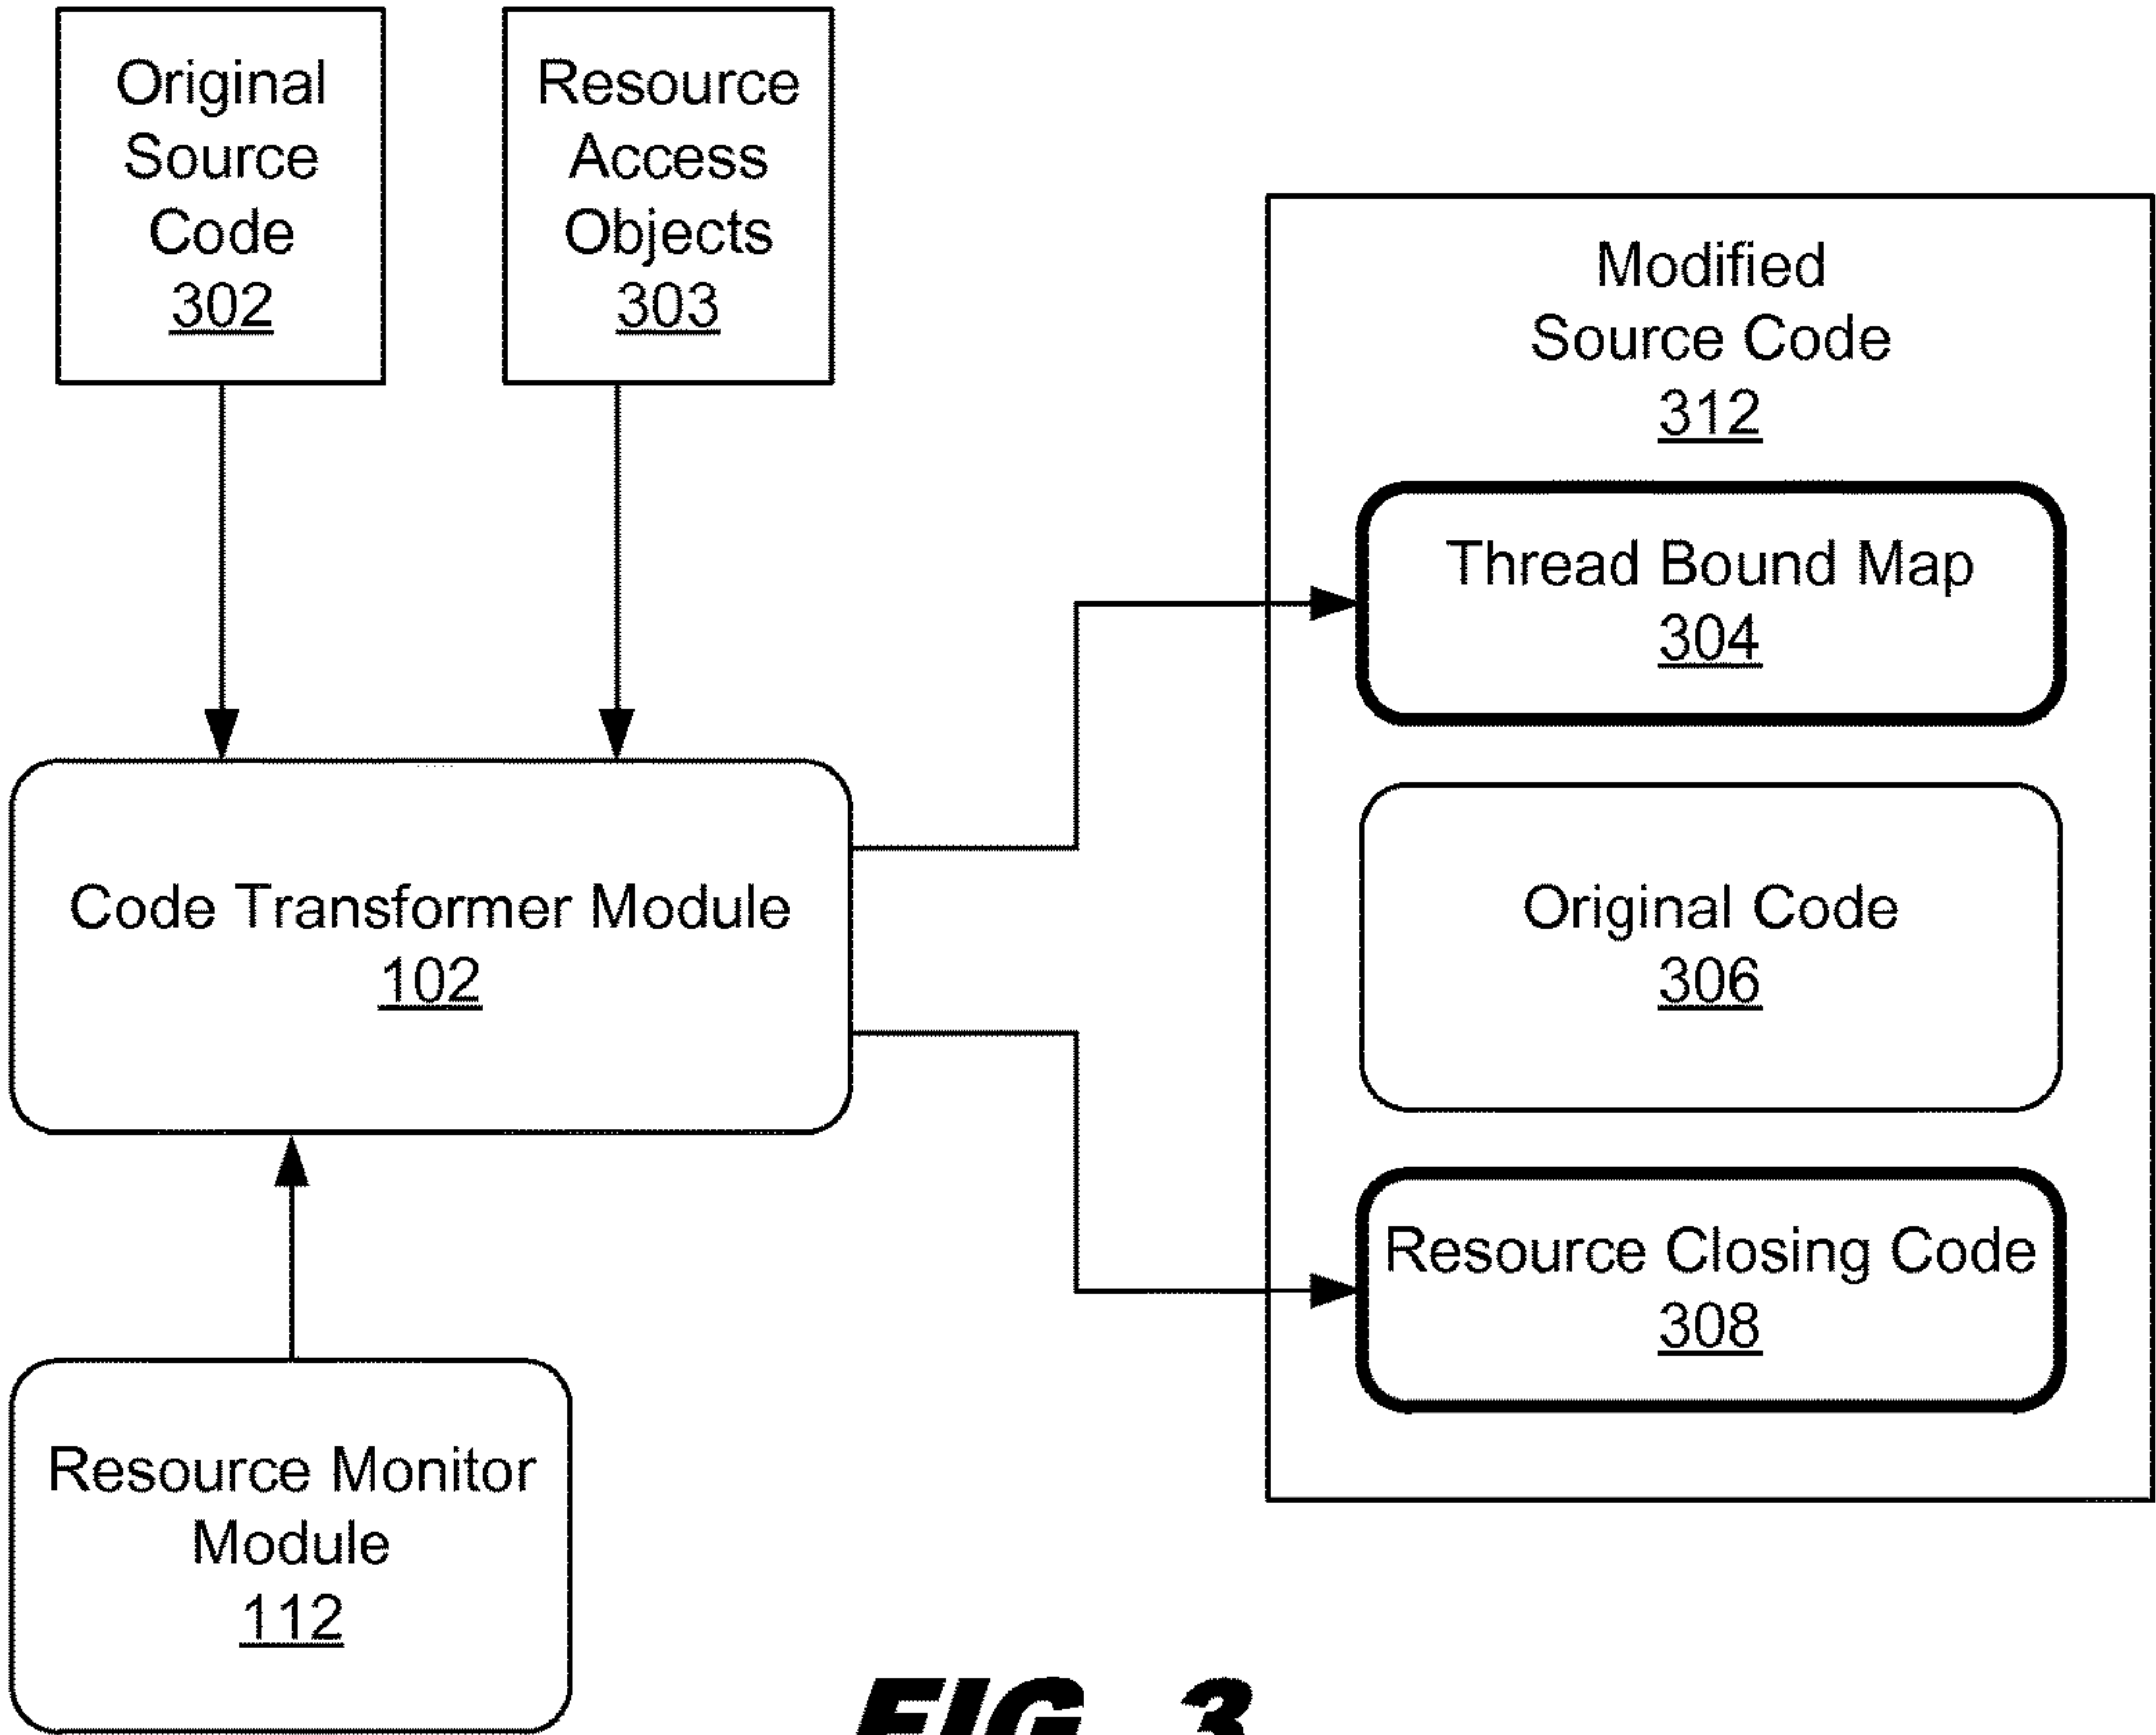 Original
Source
Code
302
Resource
Access
Objects
303
Modified
Source Code
312
Thread Bound Map
304
Code Transformer Module
102
Original Code
306
Resource Closing Code
308
Resource Monitor
Module
112
FIG. 3